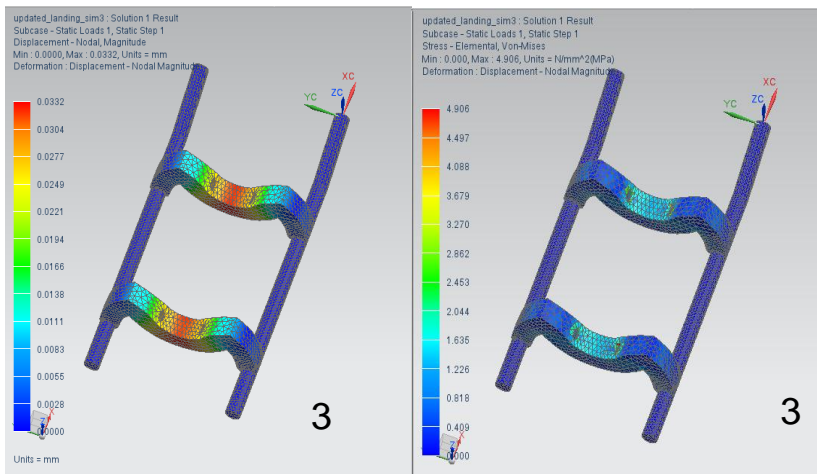 updated_landing_sim3 : Solution 1 Result
Subcase - Static Loads 1, Static Step 1
Displacement - Nodal, Magnitude
Min : 0.0000, Max : 0.0332, Units = mm
Deformation : Displacement - Nodal Magnitude
XC
YC
ZC
0.0332
0.0304
0.0277
0.0249
0.0221
0.0194
0.0166
0.0138
0.0111
0.0083
0.0055
0.0028
0.0000
X
Z
Units = mm
3
updated_landing_sim3 : Solution 1 Result
Subcase - Static Loads 1, Static Step 1
Stress - Elemental, Von-Mises
Min : 0.000, Max : 4.906, Units = N/mm^2(MPa)
Deformation : Displacement - Nodal Magnitude
XC
YC
ZC
4.906
4.497
4.088
3.679
3.270
2.862
2.453
2.044
1.635
1.226
0.818
0.409
0.000
X
Z
3